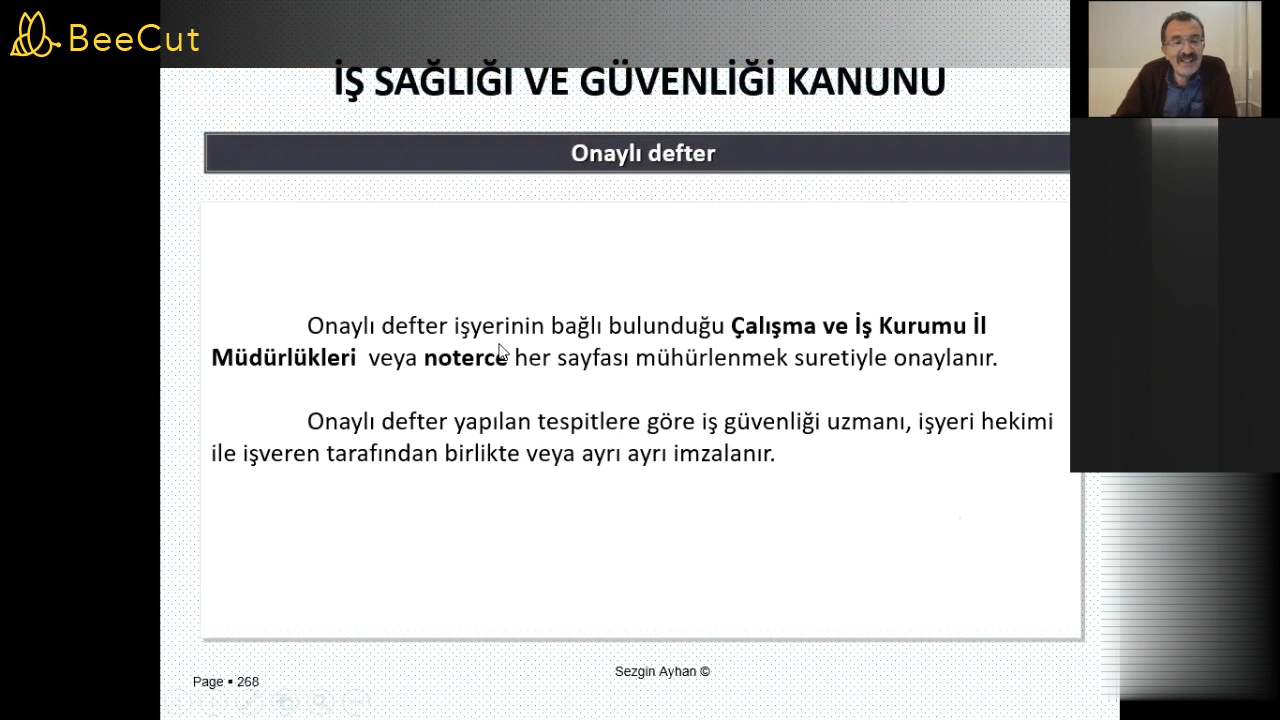 BeeCut
İŞ SAĞLIĞI VE GÜVENLİĞİ KANUNU
Onaylı defter
Onaylı defter işyerinin bağlı bulunduğu Çalışma ve İş Kurumu İl
Müdürlükleri veya noterce her sayfası mühürlenmek suretiyle onaylanır.
Onaylı defter yapılan tespitlere göre iş güvenliği uzmanı, işyeri hekimi
ile işveren tarafından birlikte veya ayrı ayrı imzalanır.
Sezgin Ayhan ©
Page ▪ 268